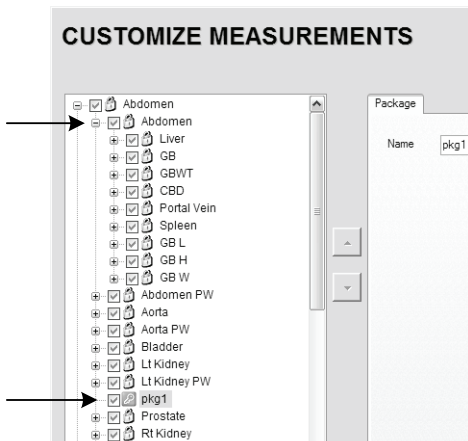 CUSTOMIZE MEASUREMENTS
Abdomen
Abdomen
Liver
GB
GBWT
CBD
Portal Vein
Spleen
GB L
GB H
GB W
Abdomen PW
Aorta
Aorta PW
Bladder
Lt Kidney
Lt Kidney PW
pkg1
Prostate
Rt Kidney
Package
Name pkg1